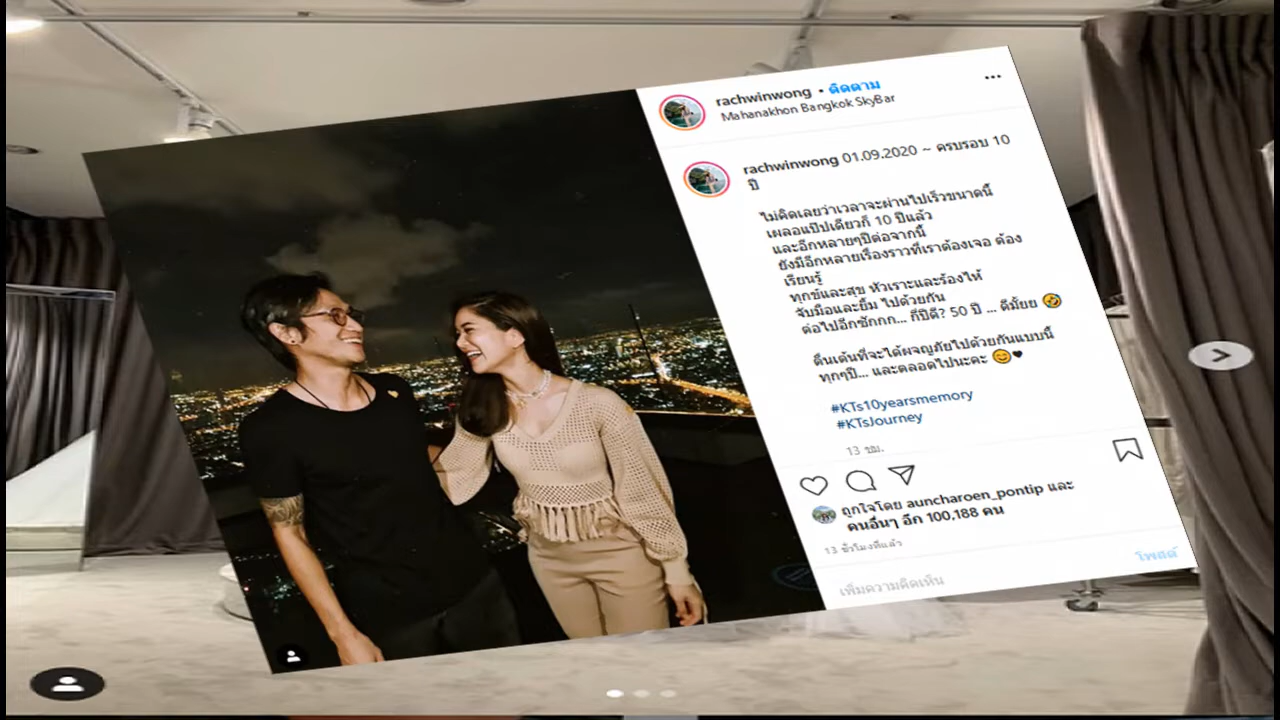 rachwinwong • ติดตาม
Mahanakhon Bangkok SkyBar
rachwinwong 01.09.2020 ~ ครบรอบ 10
ปี
ไม่คิดเลยว่าเวลาจะผ่านไปเร็วขนาดนี้
เผลอแป๊ปเดียวก็ 10 ปีแล้ว
และอีกหลายๆปีต่อจากนี้
ยังมีอีกหลายเรื่องราวที่เราต้องเจอ ต้อง
เรียนรู้
ทุกข์และสุข หัวเราะและร้องไห้
จับมือและยิ้ม ไปด้วยกัน
ต่อไปอีกซักกก... กี่ปีดี? 50 ปี ... ดีมั้ยย 🤣
ตื่นเต้นที่จะได้ผจญภัยไปด้วยกันแบบนี้
ทุกๆปี... และตลอดไปนะคะ 😊🖤
#KTs10yearsmemory
#KTsJourney
13 ชม.
ถูกใจโดย auncharoen_pontip และ
คนอื่นๆ อีก 100,188 คน
13 ชั่วโมงที่แล้ว
เพิ่มความคิดเห็น
โพสต์